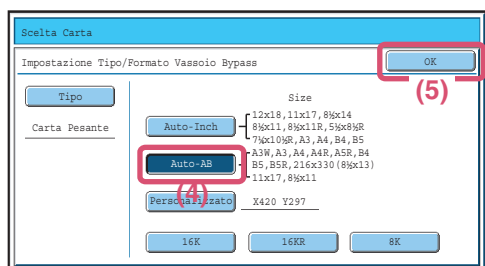 Scelta Carta
Impostazione Tipo/Formato Vassoio Bypass
OK
(5)
Tipo
Carta Pesante
Size
Auto-Inch
12x18,11x17,8½x14
8½x11,8½x11R,5½x8½R
7¼x10½R,A3,A4,B4,B5
Auto-AB
(4)
A3W,A3,A4,A4R,A5R,B4
B5,B5R,216x330(8½x13)
11x17,8½x11
Personalizzato
X420 Y297
16K
16KR
8K